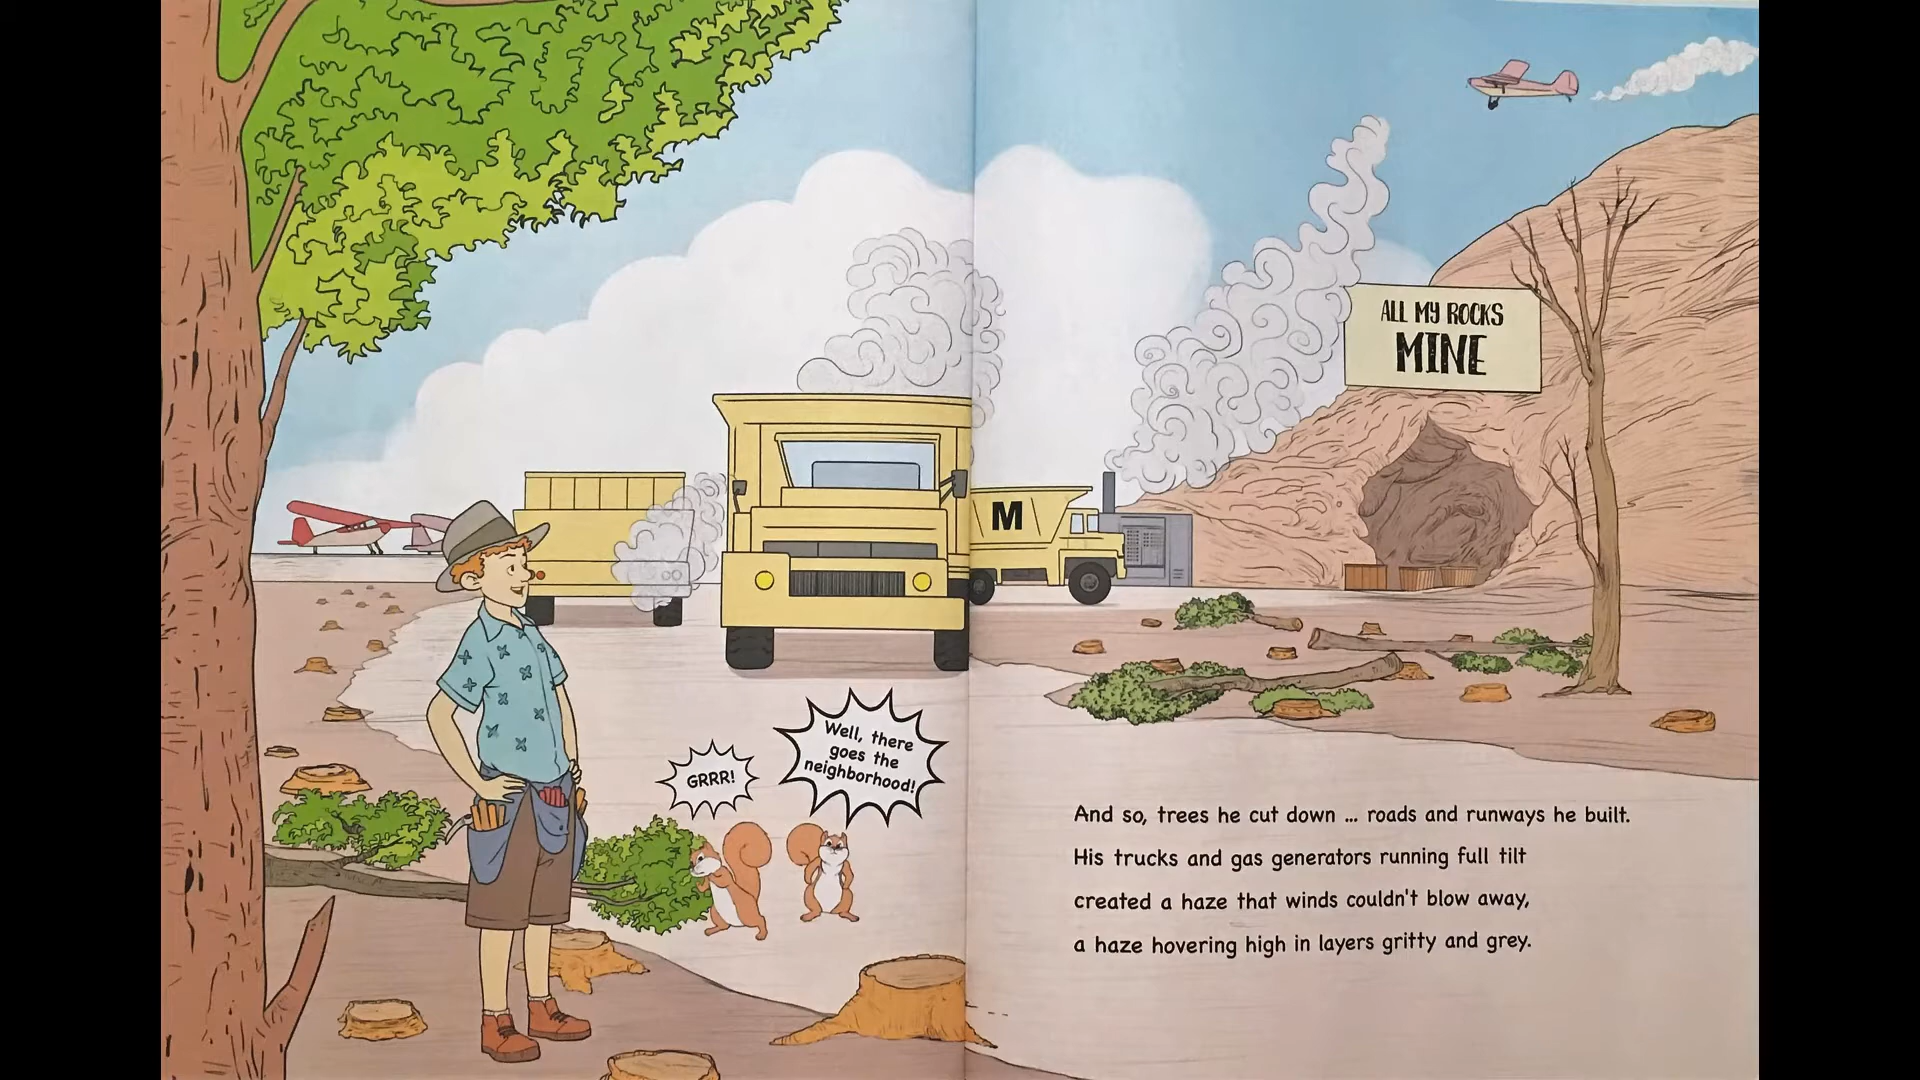 ALL MY ROCKS
MINE
M
GRRR!
Well, there
goes the
neighborhood!
And so, trees he cut down ... roads and runways he built.
His trucks and gas generators running full tilt
created a haze that winds couldn't blow away,
a haze hovering high in layers gritty and grey.